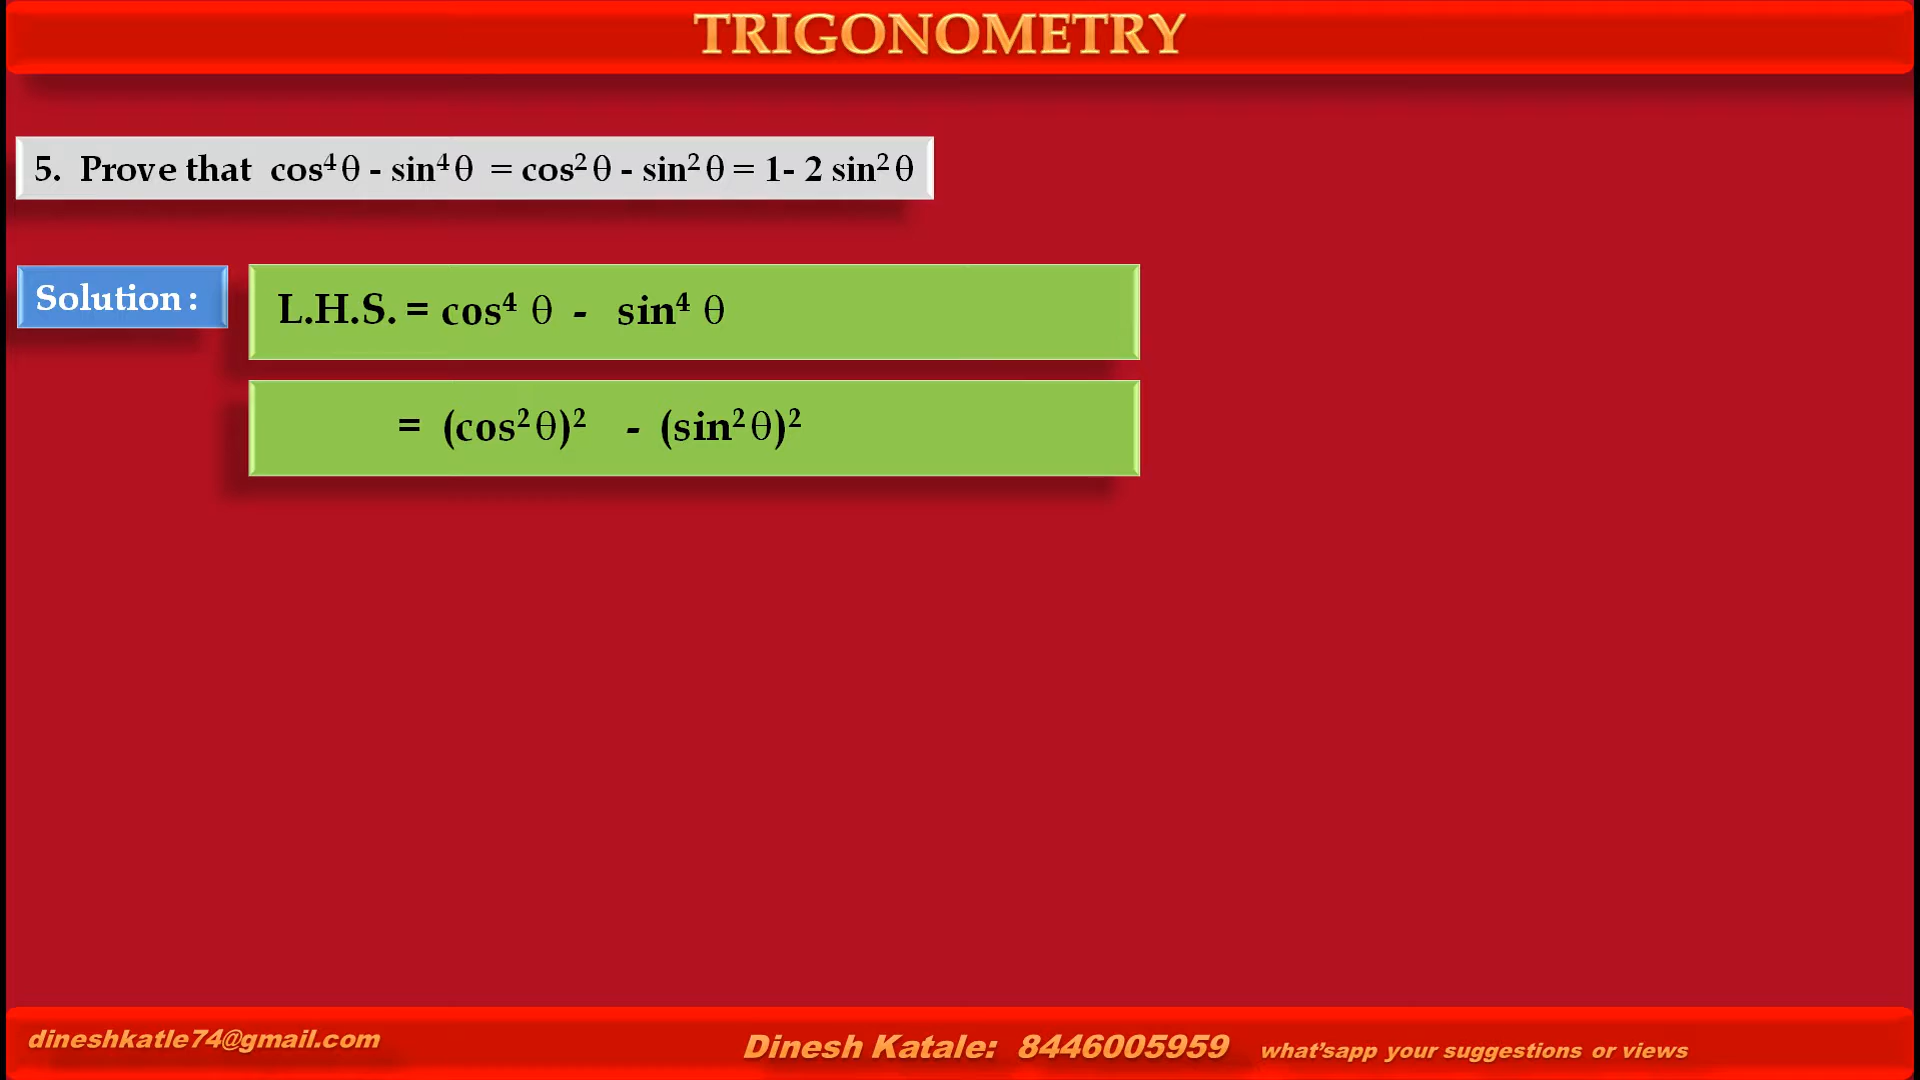 TRIGONOMETRY
5. Prove that cos⁴θ - sin⁴θ = cos²θ - sin²θ = 1- 2 sin²θ
Solution :
L.H.S. = cos⁴ θ - sin⁴ θ
= (cos²θ)² - (sin²θ)²
dineshkatle74@gmail.com
Dinesh Katale: 8446005959 what'sapp your suggestions or views